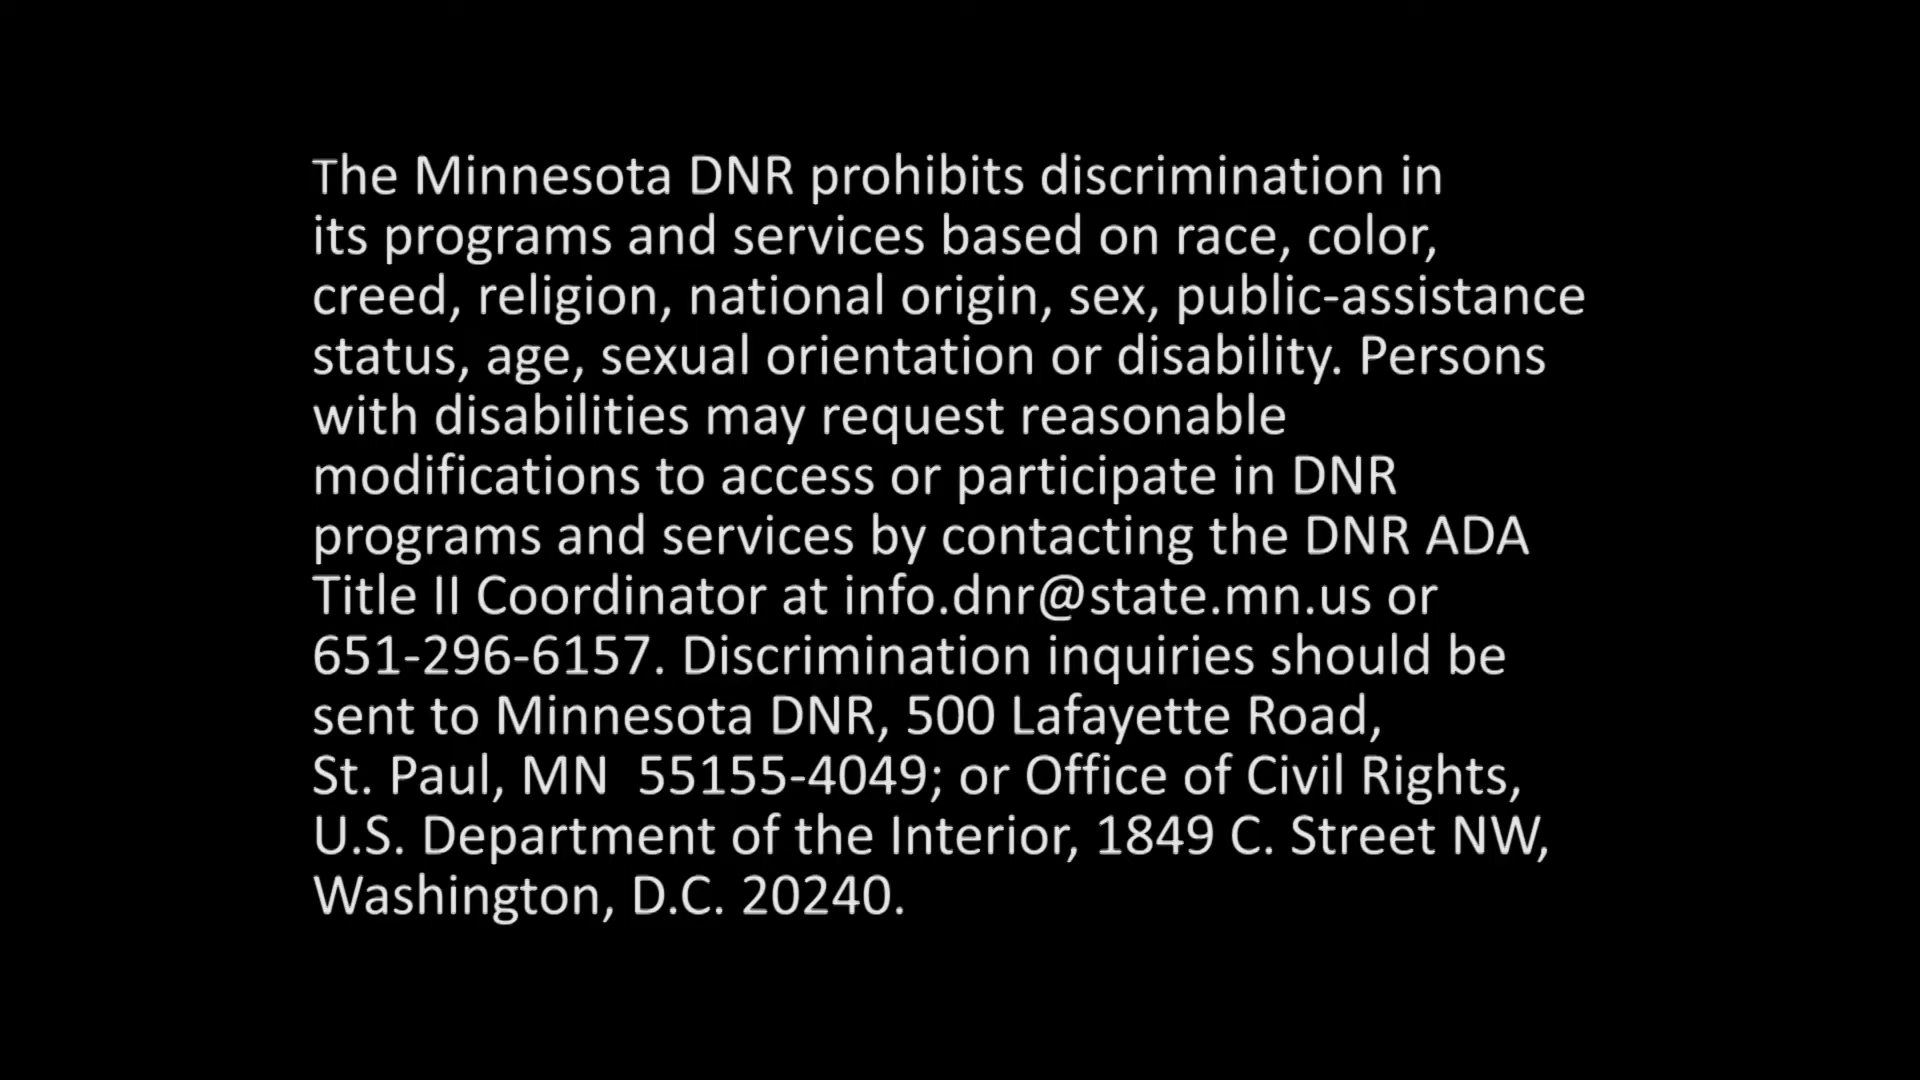 The Minnesota DNR prohibits discrimination in
its programs and services based on race, color,
creed, religion, national origin, sex, public-assistance
status, age, sexual orientation or disability. Persons
with disabilities may request reasonable
modifications to access or participate in DNR
programs and services by contacting the DNR ADA
Title II Coordinator at info.dnr@state.mn.us or
651-296-6157. Discrimination inquiries should be
sent to Minnesota DNR, 500 Lafayette Road,
St. Paul, MN  55155-4049; or Office of Civil Rights,
U.S. Department of the Interior, 1849 C. Street NW,
Washington, D.C. 20240.